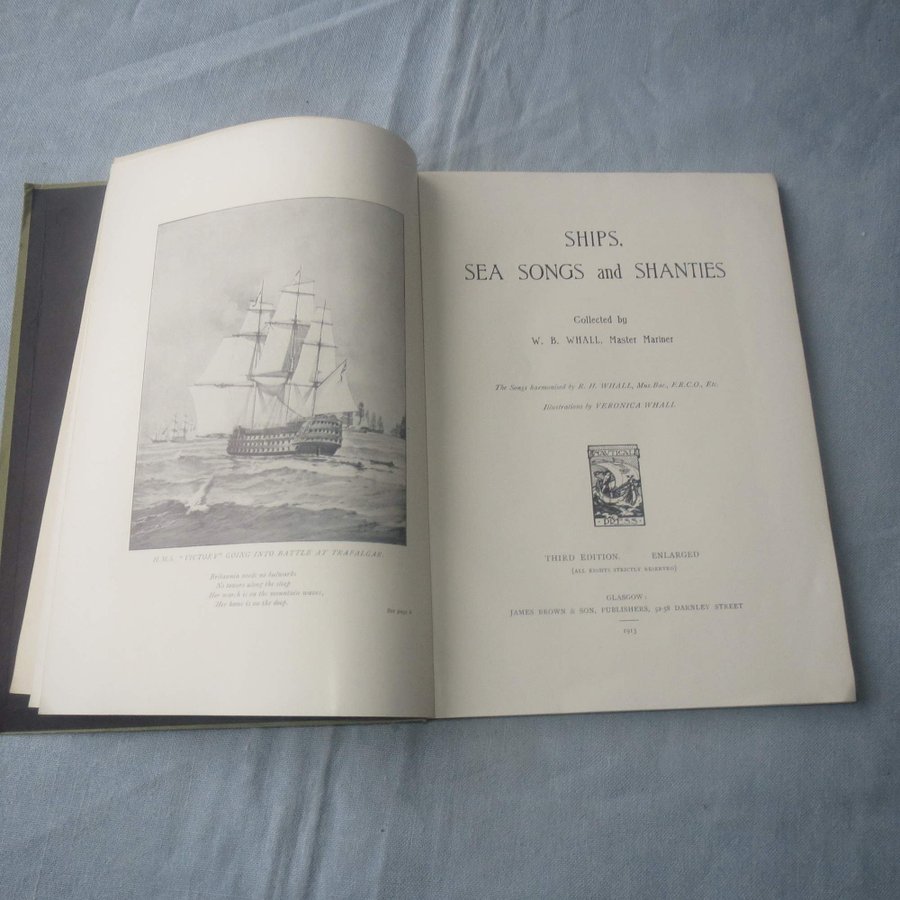 H.M.S. "VICTORY" GOING INTO BATTLE AT TRAFALGAR.
Britannia needs no bulwarks
No towers along the steep
Her march is on the mountain waves,
Her home is on the deep.
See page
SHIPS,
SEA SONGS and SHANTIES
Collected by
W. B. WHALL, Master Mariner
The Songs harmonised by R. H. WHALL, Mus. Bac., F.R.C.O., Etc.
Illustrations by VERONICA WHALL
PRESS
THIRD EDITION. ENLARGED
(ALL RIGHTS STRICTLY RESERVED)
GLASGOW:
JAMES BROWN & SON, PUBLISHERS, 52-58 DARNLEY STREET
1913